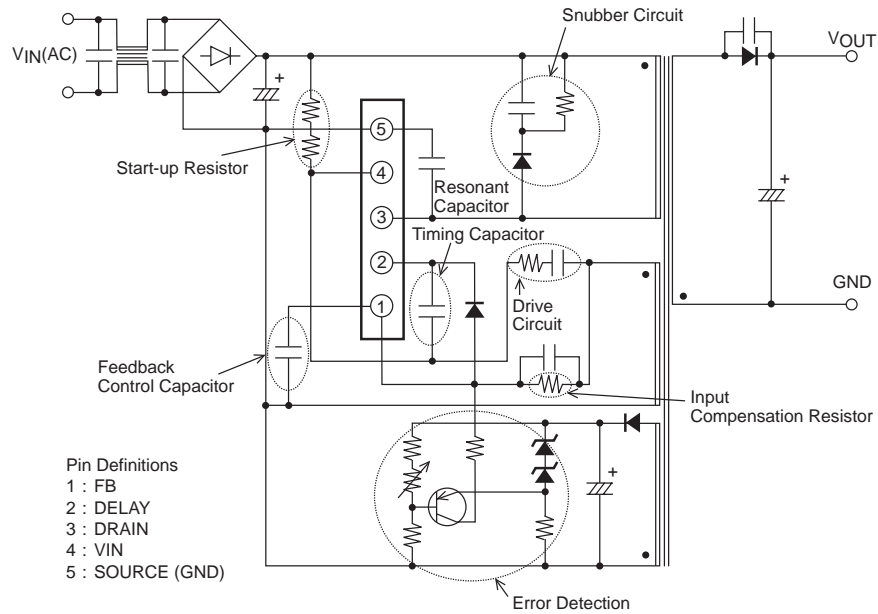 Snubber Circuit
VIN(AC)
VOUT
+
+
+
Start-up Resistor
5
4
3
2
1
Resonant
Capacitor
Timing Capacitor
Drive
Circuit
GND
Feedback
Control Capacitor
Input
Compensation Resistor
+
Pin Definitions
1 : FB
2 : DELAY
3 : DRAIN
4 : VIN
5 : SOURCE (GND)
Error Detection